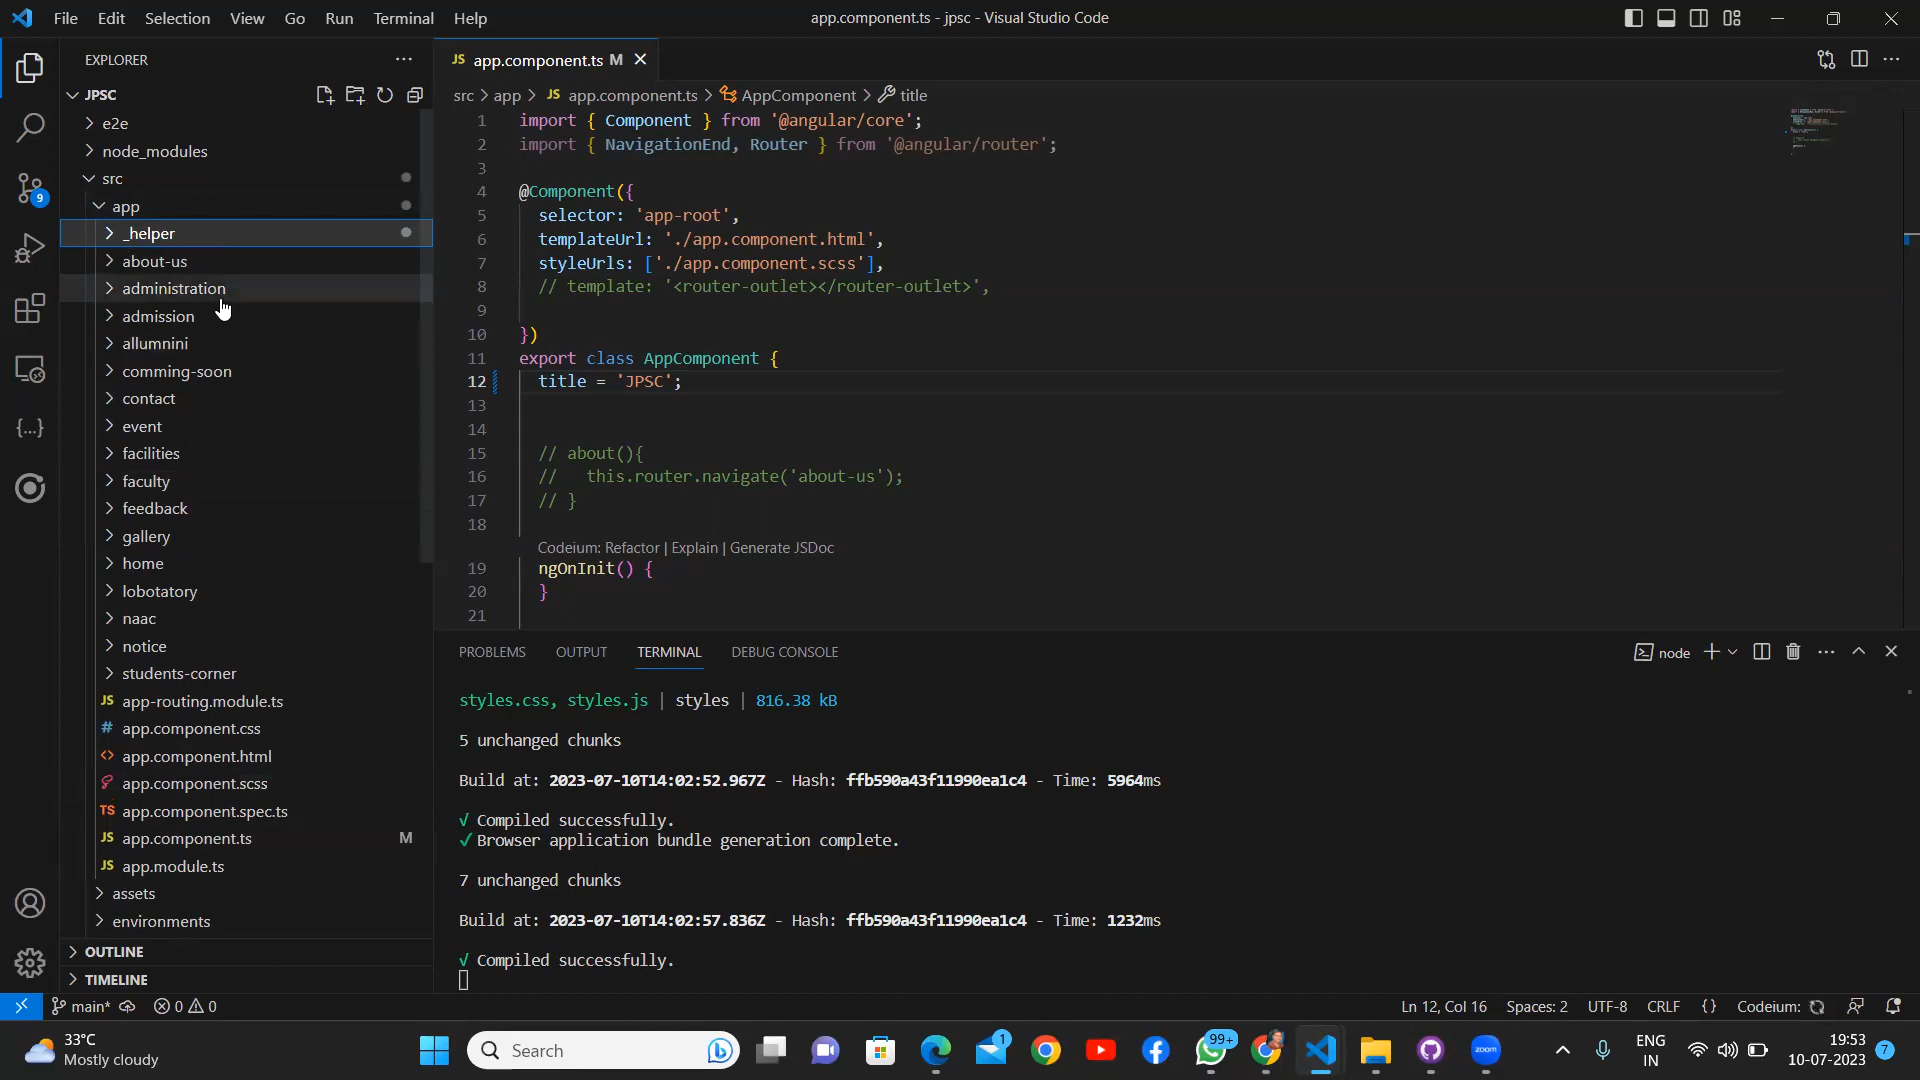 File Edit Selection View Go Run Terminal Help
app.component.ts - jpsc - Visual Studio Code
EXPLORER
JPSC
e2e
node_modules
src
app
_helper
about-us
administration
admission
allumnini
comming-soon
contact
event
facilities
faculty
feedback
gallery
home
lobotatory
naac
notice
students-corner
JS app-routing.module.ts
# app.component.css
<> app.component.html
app.component.scss
TS app.component.spec.ts
JS app.component.ts M
JS app.module.ts
assets
environments
OUTLINE
TIMELINE
9
JS app.component.ts M
src > app > JS app.component.ts > AppComponent > title
1 import { Component } from '@angular/core';
2 import { NavigationEnd, Router } from '@angular/router';
3
4 @Component({
5 selector: 'app-root',
6 templateUrl: './app.component.html',
7 styleUrls: ['./app.component.scss'],
8 // template: '<router-outlet></router-outlet>',
9
10 })
11 export class AppComponent {
12 title = 'JPSC';
13
14
15 // about(){
16 // this.router.navigate('about-us');
17 // }
18
Codeium: Refactor | Explain | Generate JSDoc
19 ngOnInit() {
20 }
21
PROBLEMS OUTPUT TERMINAL DEBUG CONSOLE
node
styles.css, styles.js | styles | 816.38 kB
5 unchanged chunks
Build at: 2023-07-10T14:02:52.967Z - Hash: ffb590a43f11990ea1c4 - Time: 5964ms
√ Compiled successfully.
✓ Browser application bundle generation complete.
7 unchanged chunks
Build at: 2023-07-10T14:02:57.836Z - Hash: ffb590a43f11990ea1c4 - Time: 1232ms
√ Compiled successfully.
main* 0 0
Ln 12, Col 16 Spaces: 2 UTF-8 CRLF {} Codeium:
33°C
Mostly cloudy
Search
1
99+
zoom
ENG
IN
19:53
10-07-2023
7